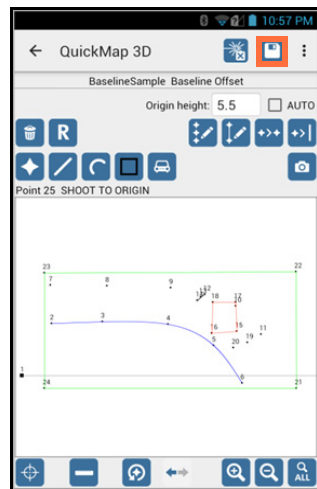 10:57 PM
QuickMap 3D
BaselineSample Baseline Offset
Origin height: 5.5 AUTO
R
Point 25 SHOOT TO ORIGIN
23 22
7 8 9
12
18 17
2 3 4
16 15 11
5 20 19
1 6
24 21
ALL